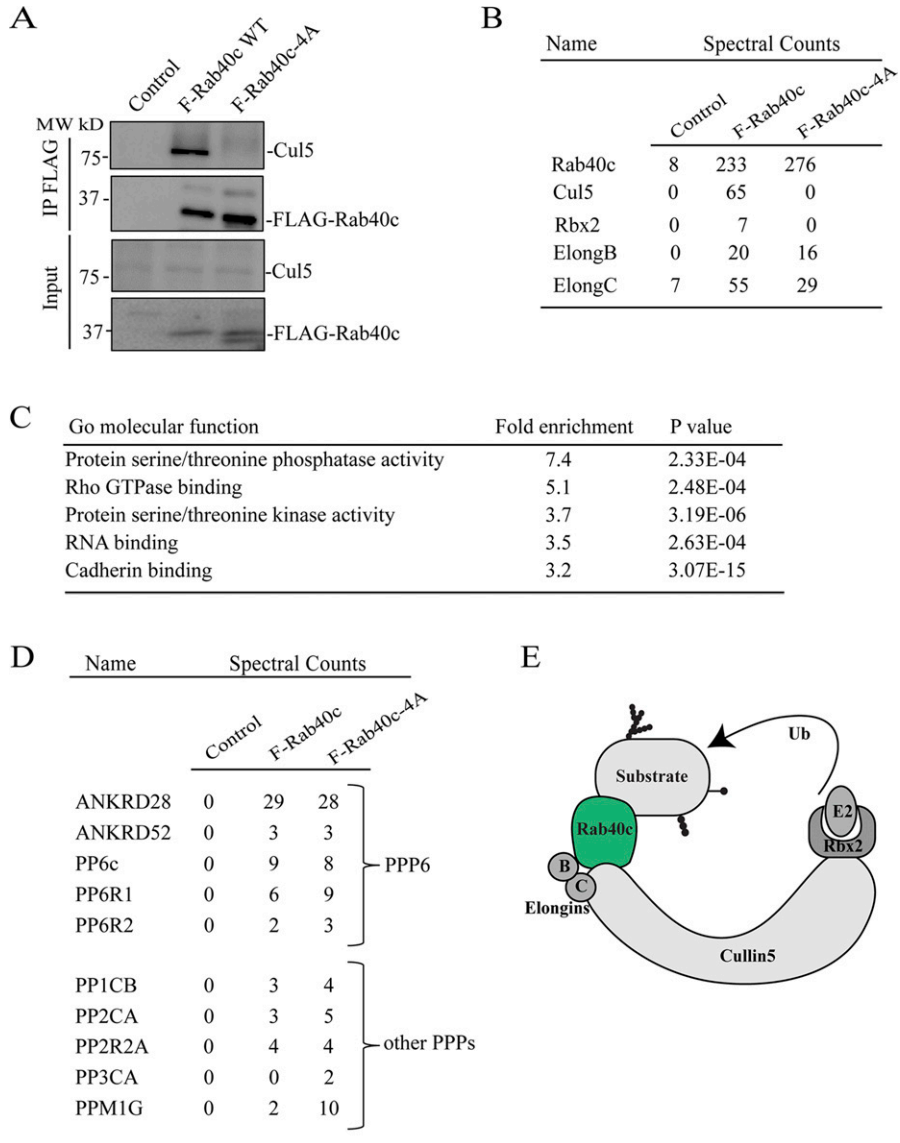 A
Control
F-Rab40c WT
F-Rab40c-4A
MW kD
IP FLAG
75-
-Cul5
37-
-FLAG-Rab40c
Input
75-
-Cul5
37-
-FLAG-Rab40c
B
Name Spectral Counts
Control F-Rab40c F-Rab40c-4A
Rab40c 8 233 276
Cul5 0 65 0
Rbx2 0 7 0
ElongB 0 20 16
ElongC 7 55 29
C
Go molecular function Fold enrichment P value
Protein serine/threonine phosphatase activity 7.4 2.33E-04
Rho GTPase binding 5.1 2.48E-04
Protein serine/threonine kinase activity 3.7 3.19E-06
RNA binding 3.5 2.63E-04
Cadherin binding 3.2 3.07E-15
D
Name Spectral Counts
Control F-Rab40c F-Rab40c-4A
ANKRD28 0 29 28
ANKRD52 0 3 3
PP6c 0 9 8
PP6R1 0 6 9
PP6R2 0 2 3
PPP6
PP1CB 0 3 4
PP2CA 0 3 5
PP2R2A 0 4 4
PP3CA 0 0 2
PPM1G 0 2 10
other PPPs
E
Ub
Substrate
E2
Rab40c
Rbx2
B
C
Elongins
Cullin5